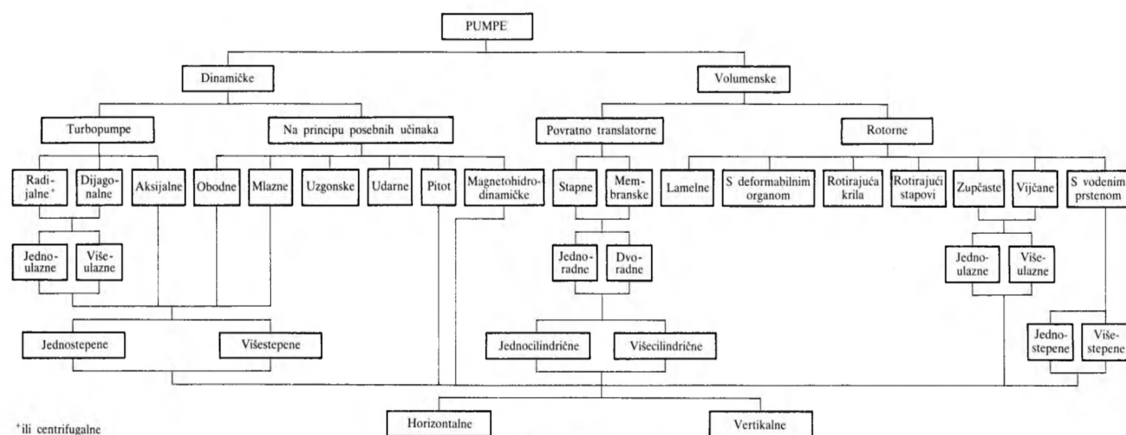 PUMPE
Dinamičke
Volumenske
Turbopumpe
Na principu posebnih učinaka
Povratno translatorne
Rotorne
Radi-
jalne+
Dijago-
nalne
Aksijalne
Obodne
Mlazne
Uzgonske
Udarne
Pitot
Magnetohidro-
dinamičke
Stapne
Mem-
branske
Lamelne
S deformabilnim
organom
Rotirajuća
krila
Rotirajući
stapovi
Zupčaste
Vijčane
S vodenim
prstenom
Jedno-
ulazne
Više-
ulazne
Jedno-
radne
Dvo-
radne
Jedno-
ulazne
Više-
ulazne
Jednostepene
Višestepene
Jednocilindrične
Višecilindrične
Jedno-
stepene
Više-
stepene
Horizontalne
Vertikalne
+ili centrifugalne